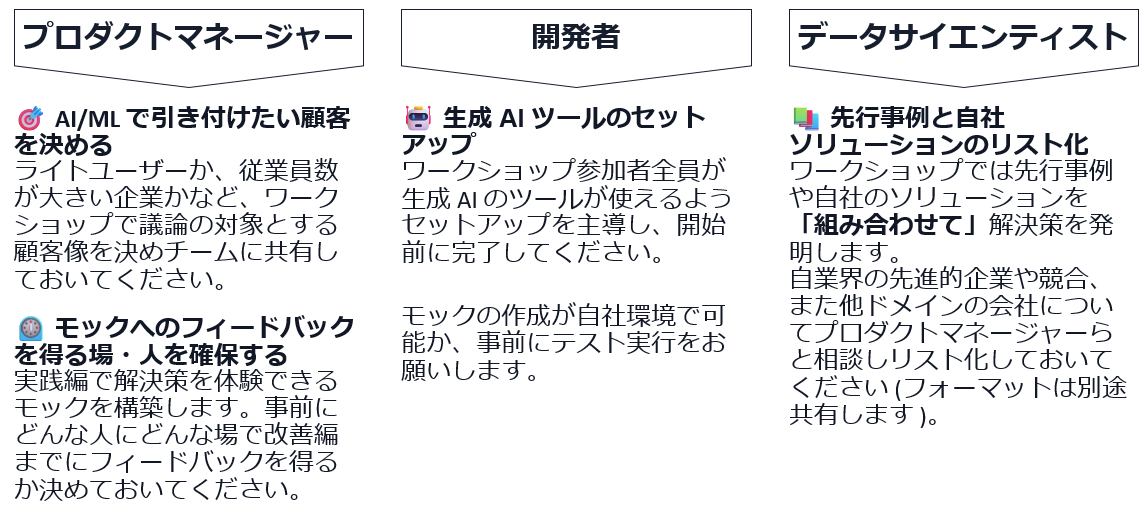 プロダクトマネージャー
AI/ML で引き付けたい顧客
を決める
ライトユーザーか、従業員数
が大きい企業かなど、ワーク
ショップで議論の対象とする
顧客像を決めチームに共有し
ておいてください。
モックへのフィードバック
を得る場・人を確保する
実践編で解決策を体験できる
モックを構築します。事前に
どんな人にどんな場で改善編
までにフィードバックを得る
か決めておいてください。
開発者
生成 AI ツールのセット
アップ
ワークショップ参加者全員が
生成 AI のツールが使えるよう
セットアップを主導し、開始
前に完了してください。
モックの作成が自社環境で可
能か、事前にテスト実行をお
願いします。
データサイエンティスト
先行事例と自社
ソリューションのリスト化
ワークショップでは先行事例
や自社のソリューションを
「組み合わせて」解決策を発
明します。
自業界の先進的企業や競合、
また他ドメインの会社につい
てプロダクトマネージャーら
と相談しリスト化しておいて
ください (フォーマットは別途
共有します )。